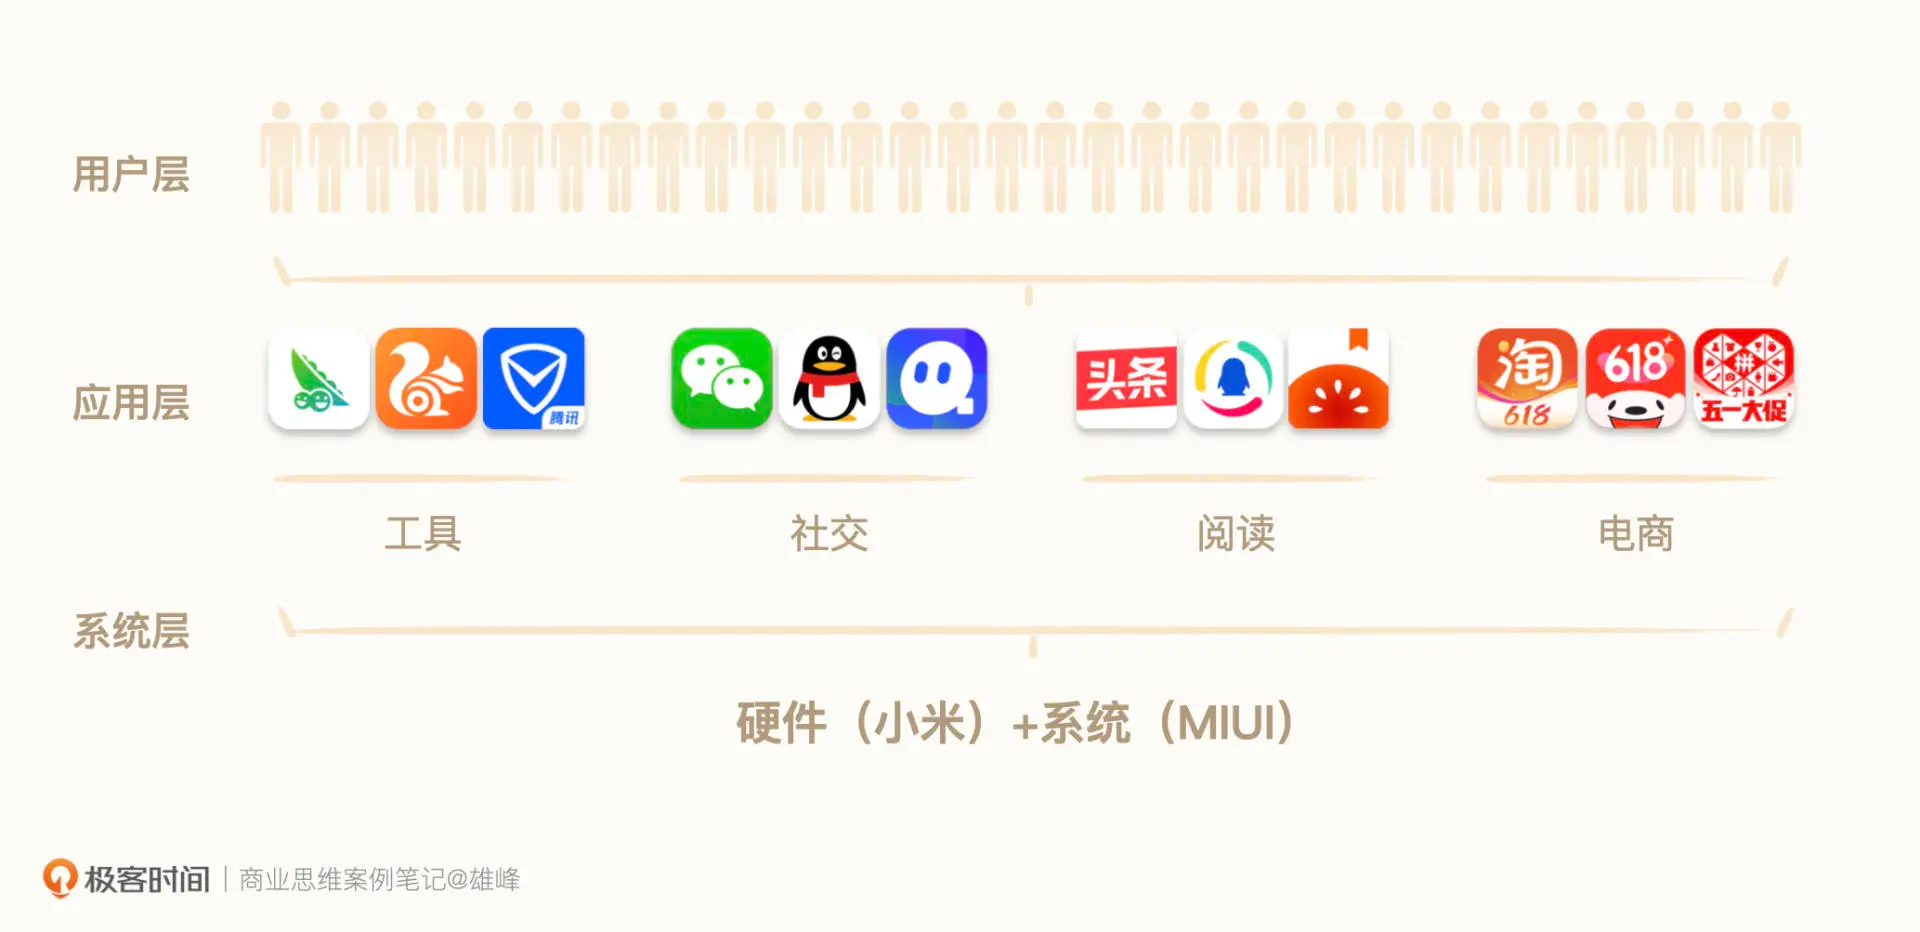 用户层
应用层
腾讯
头条
淘
618
618
拼
五一大促
工具
社交
阅读
电商
系统层
硬件（小米）+系统（MIUI）
极客时间 | 商业思维案例笔记@雄峰